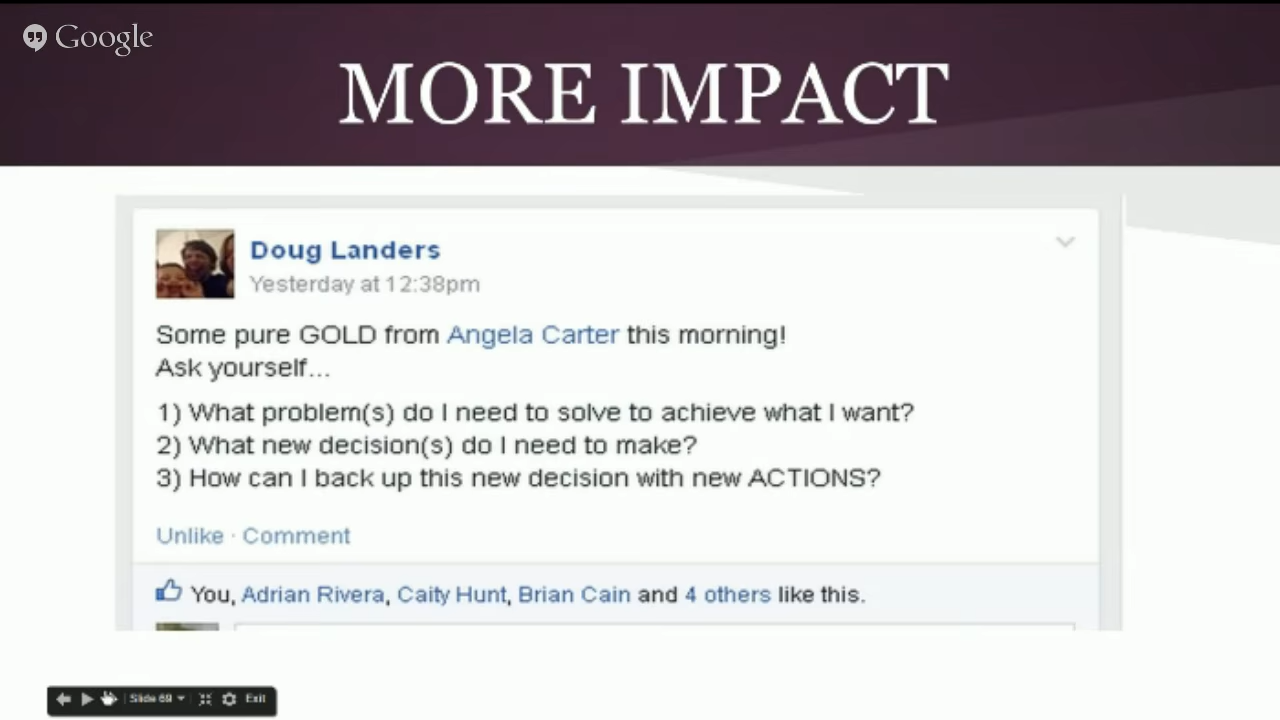 Google
MORE IMPACT
Doug Landers
Yesterday at 12:38pm
Some pure GOLD from Angela Carter this morning!
Ask yourself...
1) What problem(s) do I need to solve to achieve what I want?
2) What new decision(s) do I need to make?
3) How can I back up this new decision with new ACTIONS?
Unlike · Comment
You, Adrian Rivera, Caity Hunt, Brian Cain and 4 others like this.
Slide 69 Exit